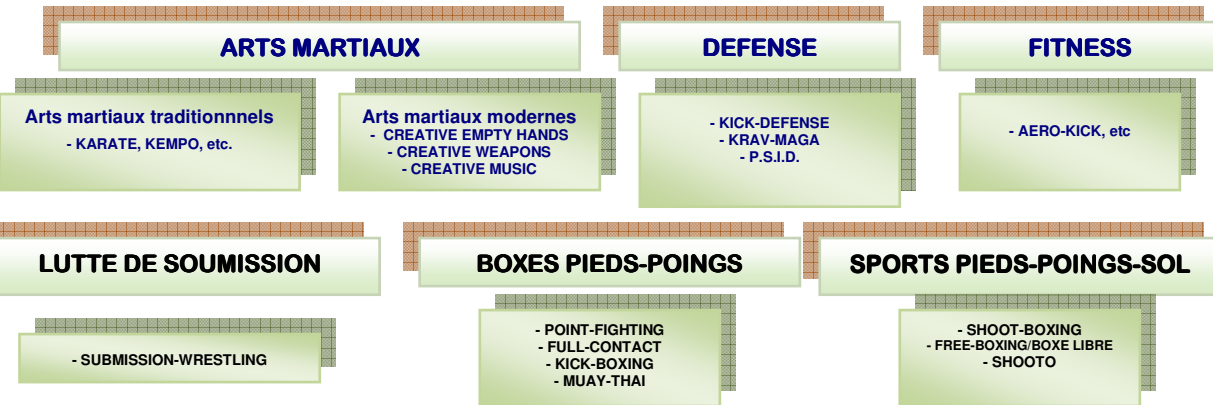 ARTS MARTIAUX
DEFENSE
FITNESS
Arts martiaux traditionnnels
- KARATE, KEMPO, etc.
Arts martiaux modernes
- CREATIVE EMPTY HANDS
- CREATIVE WEAPONS
- CREATIVE MUSIC
- KICK-DEFENSE
- KRAV-MAGA
- P.S.I.D.
- AERO-KICK, etc
LUTTE DE SOUMISSION
BOXES PIEDS-POINGS
SPORTS PIEDS-POINGS-SOL
- SUBMISSION-WRESTLING
- POINT-FIGHTING
- FULL-CONTACT
- KICK-BOXING
- MUAY-THAI
- SHOOT-BOXING
- FREE-BOXING/BOXE LIBRE
- SHOOTO